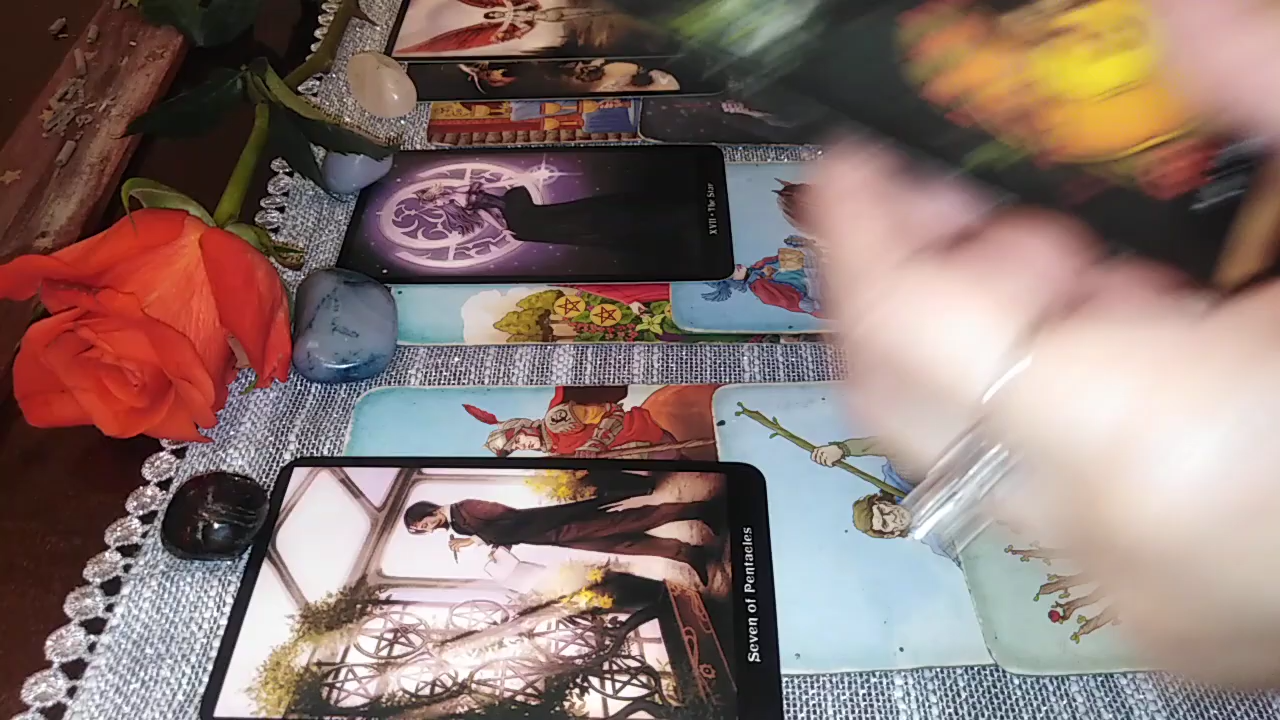 XVII • The Star
Seven of Pentacles